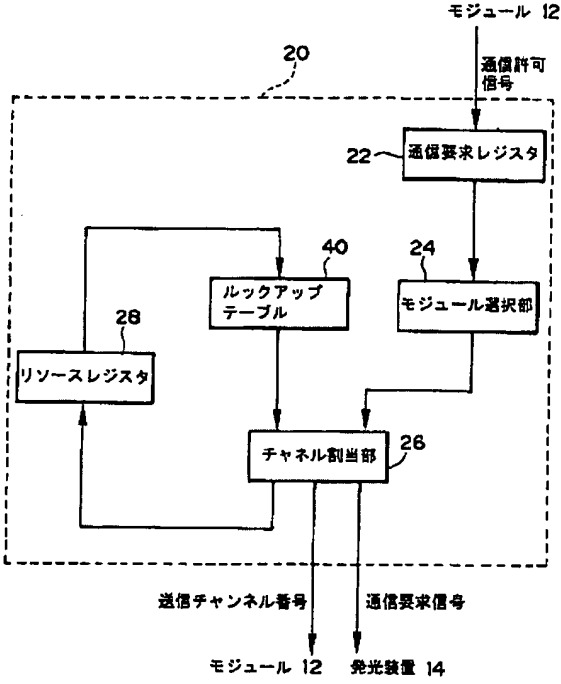 モジュール 12
通信許可
信号
20
通信要求レジスタ
22
24
モジュール選択部
40
ルックアップ
テーブル
28
リソースレジスタ
チャネル割当部
26
送信チャンネル番号
通信要求信号
モジュール 12
発光装置 14